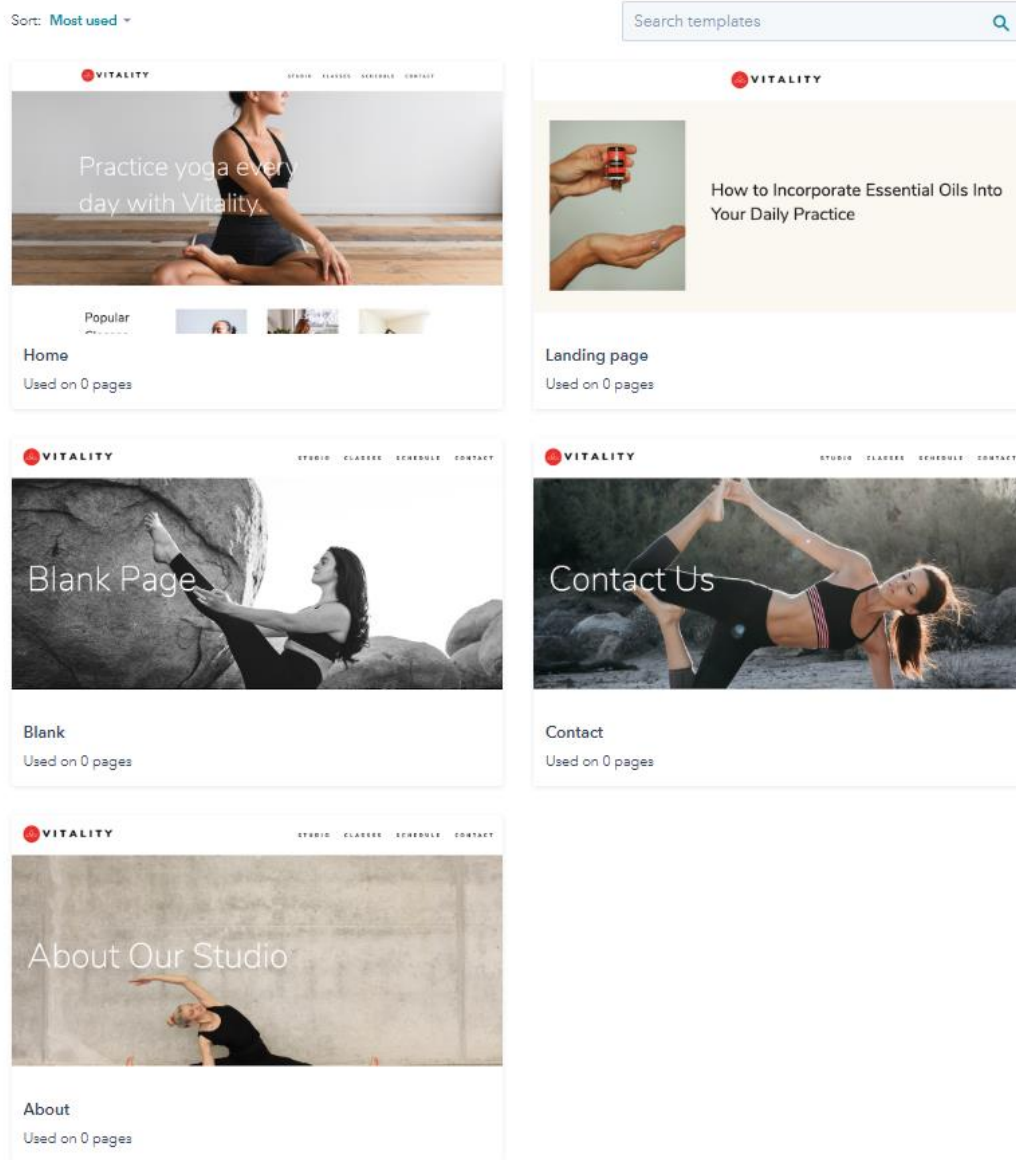 Sort: Most used
Search templates
VITALITY
STUDIO CLASSES SCHEDULE CONTACT
Practice yoga every
day with Vitality.
Popular
Home
Used on 0 pages
VITALITY
How to Incorporate Essential Oils Into
Your Daily Practice
Landing page
Used on 0 pages
VITALITY
STUDIO CLASSES SCHEDULE CONTACT
Blank Page
Blank
Used on 0 pages
VITALITY
STUDIO CLASSES SCHEDULE CONTACT
Contact Us
Contact
Used on 0 pages
VITALITY
STUDIO CLASSES SCHEDULE CONTACT
About Our Studio
About
Used on 0 pages